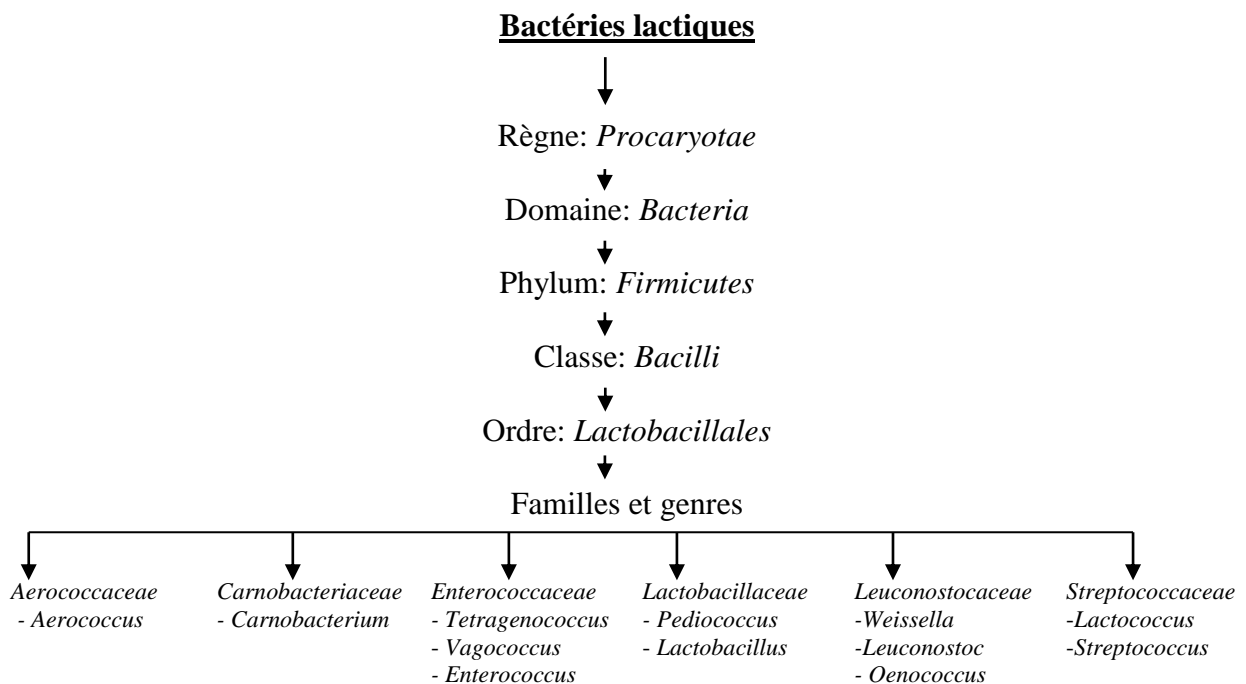 Bactéries lactiques
Règne: Procaryotae
Domaine: Bacteria
Phylum: Firmicutes
Classe: Bacilli
Ordre: Lactobacillales
Familles et genres
Aerococcaceae
- Aerococcus
Carnobacteriaceae
- Carnobacterium
Enterococcaceae
- Tetragenococcus
- Vagococcus
- Enterococcus
Lactobacillaceae
- Pediococcus
- Lactobacillus
Leuconostocaceae
-Weissella
-Leuconostoc
- Oenococcus
Streptococcaceae
-Lactococcus
-Streptococcus